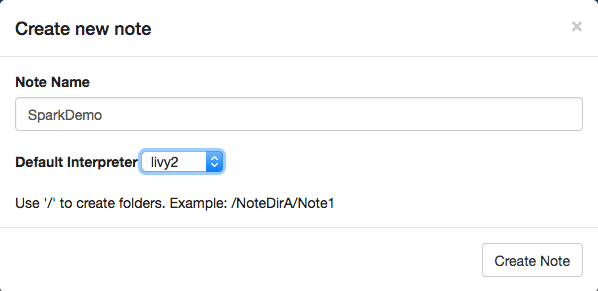 Create new note ×
Note Name
SparkDemo
Default Interpreter livy2
Use '/' to create folders. Example: /NoteDirA/Note1
Create Note